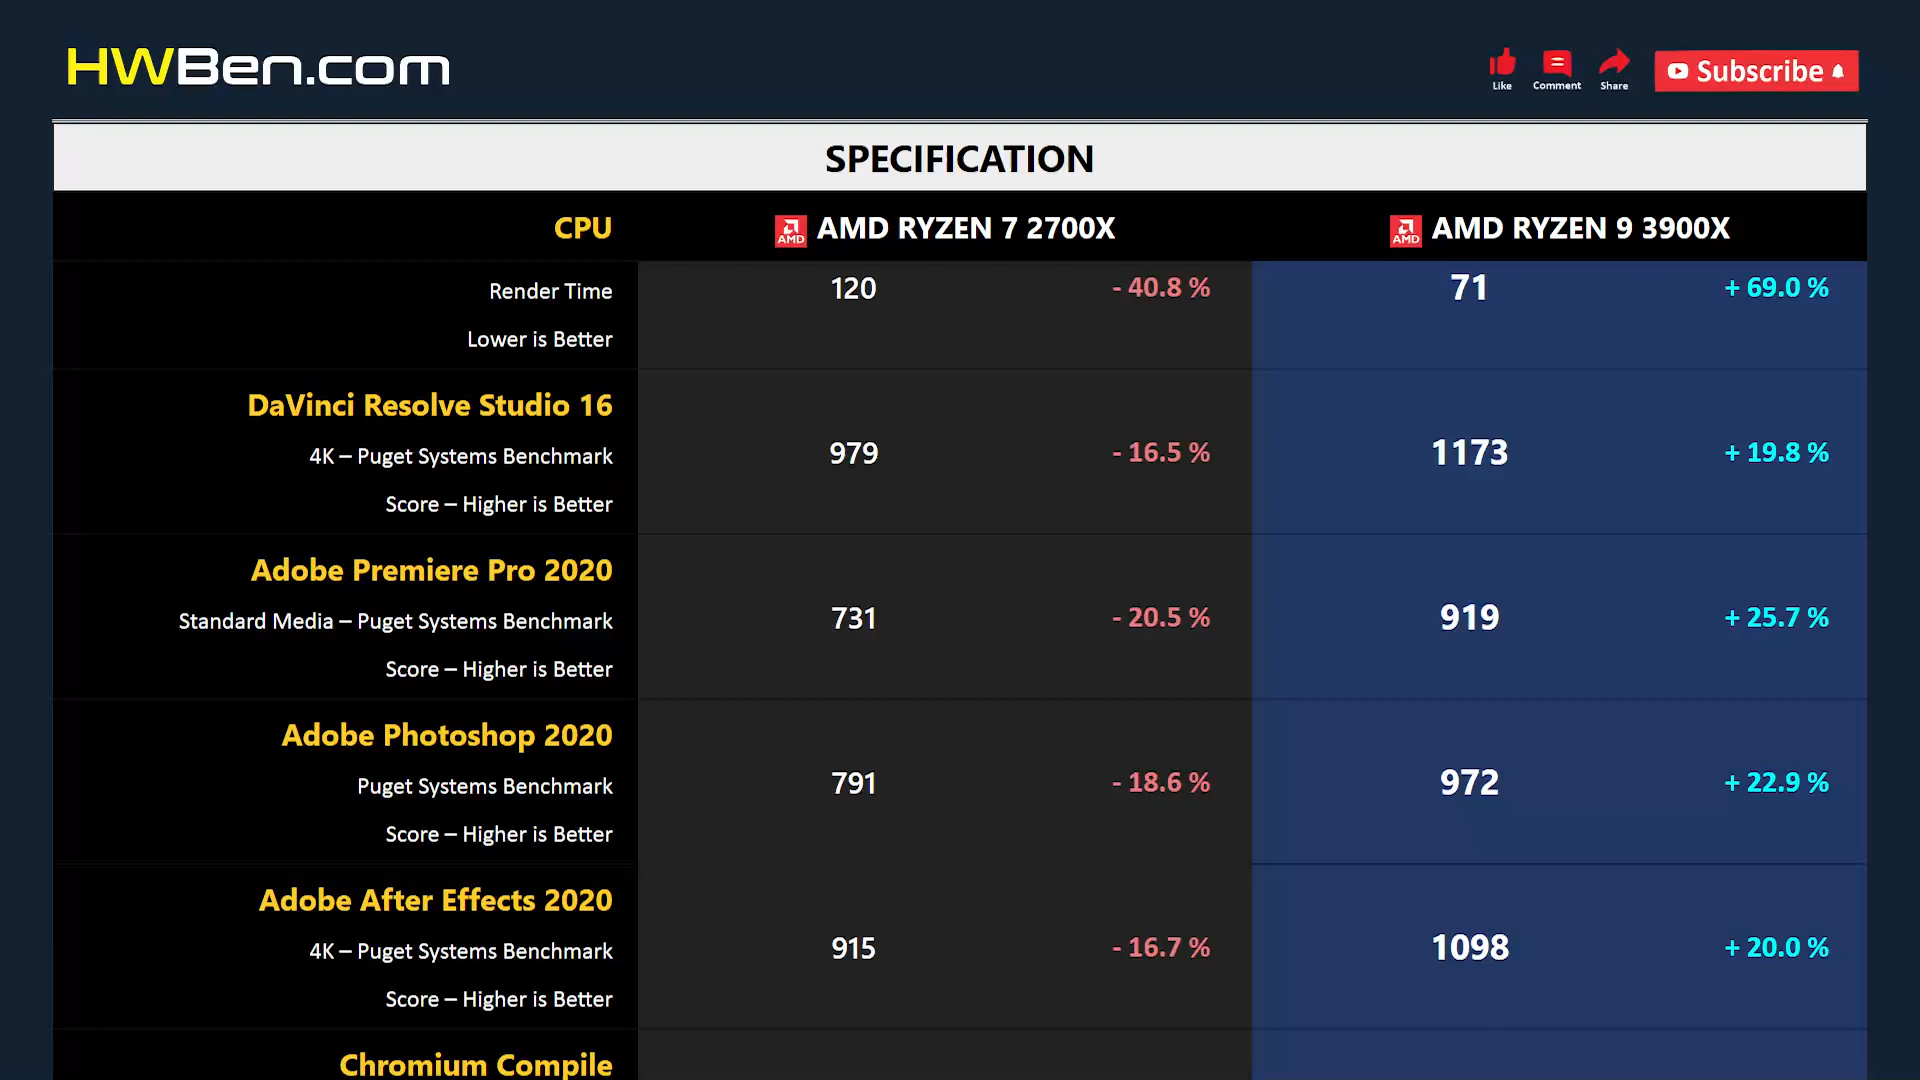 HWBen.com
Like Comment Share Subscribe
SPECIFICATION
CPU AMD AMD RYZEN 7 2700X AMD AMD RYZEN 9 3900X
Render Time 120 - 40.8 % 71 + 69.0 %
Lower is Better
DaVinci Resolve Studio 16
4K – Puget Systems Benchmark 979 - 16.5 % 1173 + 19.8 %
Score – Higher is Better
Adobe Premiere Pro 2020
Standard Media – Puget Systems Benchmark 731 - 20.5 % 919 + 25.7 %
Score – Higher is Better
Adobe Photoshop 2020
Puget Systems Benchmark 791 - 18.6 % 972 + 22.9 %
Score – Higher is Better
Adobe After Effects 2020
4K – Puget Systems Benchmark 915 - 16.7 % 1098 + 20.0 %
Score – Higher is Better
Chromium Compile